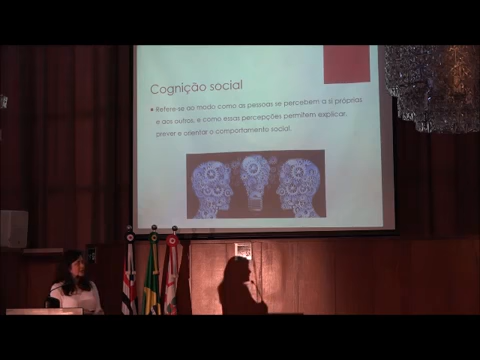 Cognição social
Refere-se ao modo como as pessoas se percebem a si próprias
e aos outros, e como essas percepções permitem explicar,
prever e orientar o comportamento social.